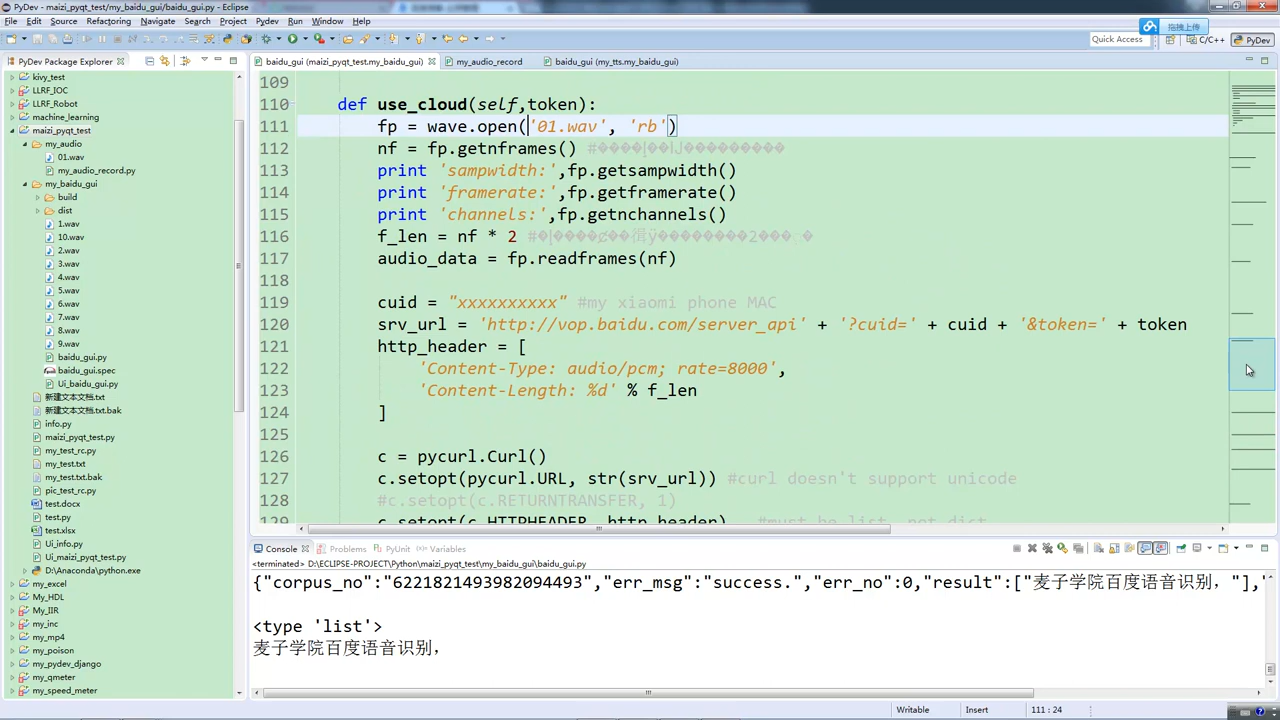 PyDev - maizi_pyqt_test/my_baidu_gui/baidu_gui.py - Eclipse
File Edit Source Refactoring Navigate Search Project Pydev Run Window Help
拖拽上传
Quick Access
C/C++
PyDev
PyDev Package Explorer
baidu_gui (maizi_pyqt_test.my_baidu_gui)
my_audio_record
baidu_gui (my_tts.my_baidu_gui)
kivy_test
LLRF_IOC
LLRF_Robot
machine_learning
maizi_pyqt_test
my_audio
01.wav
my_audio_record.py
my_baidu_gui
build
dist
1.wav
10.wav
2.wav
3.wav
4.wav
5.wav
6.wav
7.wav
8.wav
9.wav
baidu_gui.py
baidu_gui.spec
Ui_baidu_gui.py
新建文本文档.txt
新建文本文档.txt.bak
info.py
maizi_pyqt_test.py
my_test_rc.py
my_test.txt
my_test.txt.bak
pic_test_rc.py
test.docx
test.py
test.xlsx
Ui_info.py
Ui_maizi_pyqt_test.py
D:\Anaconda\python.exe
My_excel
My_HDL
My_IIR
my_inc
my_mp4
my_poison
my_pydev_django
my_qmeter
my_speed_meter
109
110 def use_cloud(self,token):
111 fp = wave.open('01.wav', 'rb')
112 nf = fp.getnframes()
113 print 'sampwidth:',fp.getsampwidth()
114 print 'framerate:',fp.getframerate()
115 print 'channels:',fp.getnchannels()
116 f_len = nf * 2
117 audio_data = fp.readframes(nf)
118
119 cuid = "xxxxxxxxxx" #my xiaomi phone MAC
120 srv_url = 'http://vop.baidu.com/server_api' + '?cuid=' + cuid + '&token=' + token
121 http_header = [
122 'Content-Type: audio/pcm; rate=8000',
123 'Content-Length: %d' % f_len
124 ]
125
126 c = pycurl.Curl()
127 c.setopt(pycurl.URL, str(srv_url)) #curl doesn't support unicode
128 #c.setopt(c.RETURNTRANSFER, 1)
129 c.setopt(c.HTTPHEADER, http_header) #must be list, not dict
Console Problems PyUnit Variables
<terminated> D:\ECLIPSE-PROJECT\Python\maizi_pyqt_test\my_baidu_gui\baidu_gui.py
{"corpus_no":"6221821493982094493","err_msg":"success.","err_no":0,"result":["麦子学院百度语音识别，"],"
<type 'list'>
麦子学院百度语音识别，
Writable Insert 111 : 24